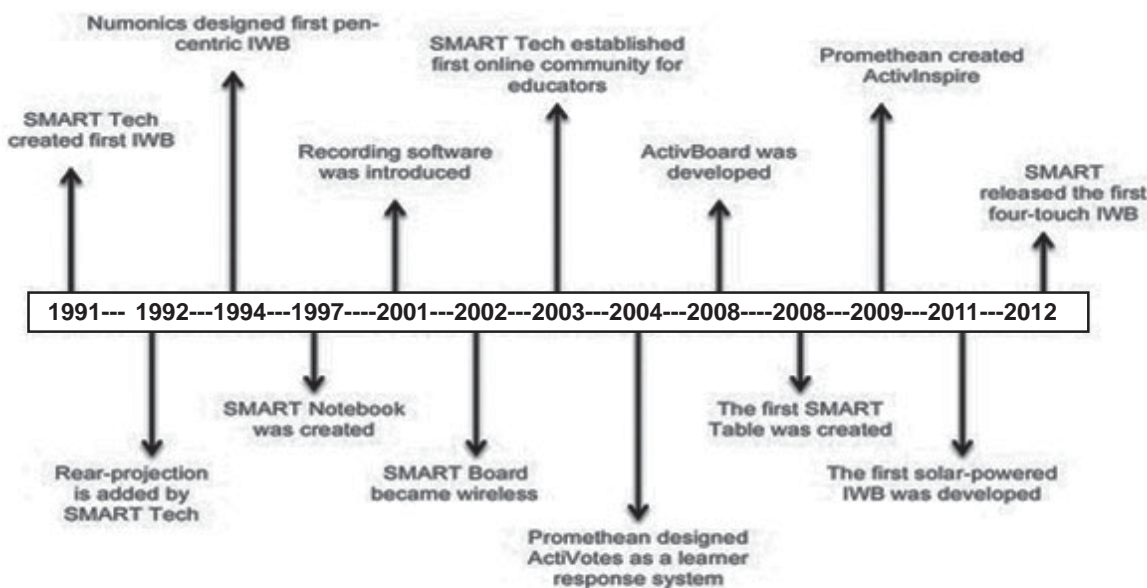 Numonics designed first pen-
centric IWB
SMART Tech established
first online community for
educators
Promethean created
ActivInspire
SMART Tech
created first IWB
Recording software
was introduced
ActivBoard was
developed
SMART
released the first
four-touch IWB
1991--- 1992---1994---1997----2001---2002---2003---2004---2008----2008---2009---2011---2012
SMART Notebook
was created
The first SMART
Table was created
Rear-projection
is added by
SMART Tech
SMART Board
became wireless
The first solar-powered
IWB was developed
Promethean designed
ActiVotes as a learner
response system